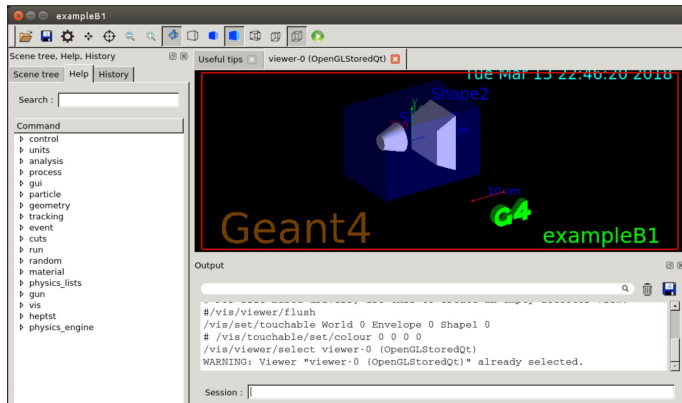 exampleB1
Scene tree, Help, History
Scene tree Help History
Search :
Command
control
units
analysis
process
gui
particle
geometry
tracking
event
cuts
run
random
material
physics_lists
gun
vis
heptst
physics_engine
Useful tips viewer-0 (OpenGLStoredQt)
Tue Mar 13 22:46:20 2018
Shape2
y
10 cm
G4
Geant4
exampleB1
Output
#/vis/viewer/flush
/vis/set/touchable World 0 Envelope 0 Shape1 0
# /vis/touchable/set/colour 0 0 0 0
/vis/viewer/select viewer-0 (OpenGLStoredQt)
WARNING: Viewer "viewer-0 (OpenGLStoredQt)" already selected.
Session :